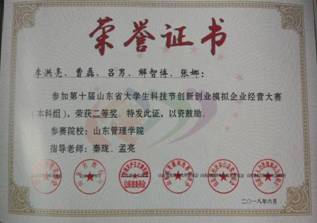 荣誉证书
李洪亮、曹磊、吕男、解智博、张娜：
参加第十届山东省大学生科技节创新创业模拟企业经营大赛
（本科组），荣获二等奖。特发此证，以资鼓励。
参赛院校：山东管理学院
指导老师：秦珑、孟亮
二〇一八年六月